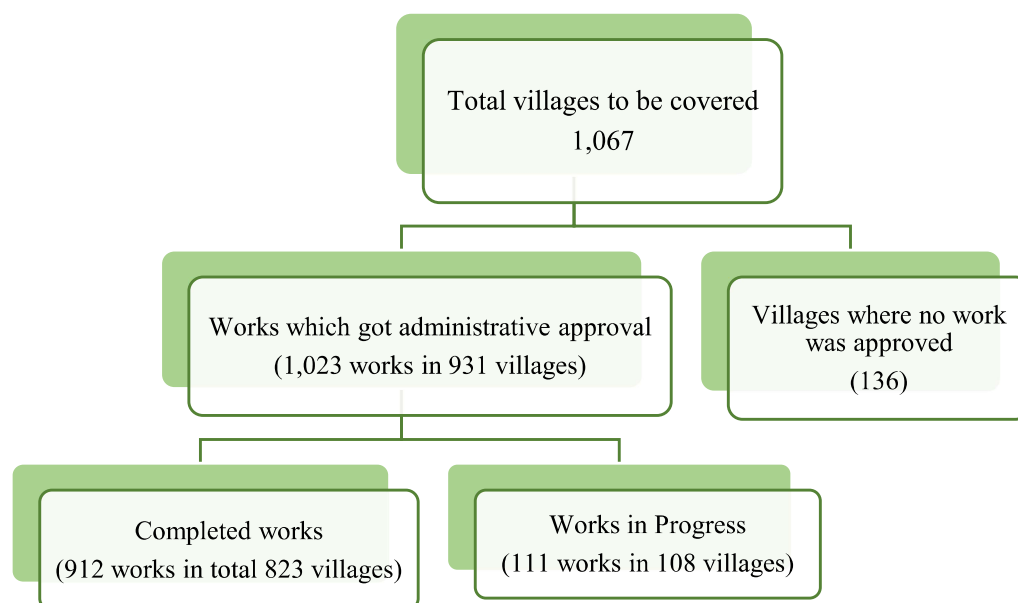 Total villages to be covered
1,067
Works which got administrative approval
(1,023 works in 931 villages)
Villages where no work
was approved
(136)
Completed works
(912 works in total 823 villages)
Works in Progress
(111 works in 108 villages)